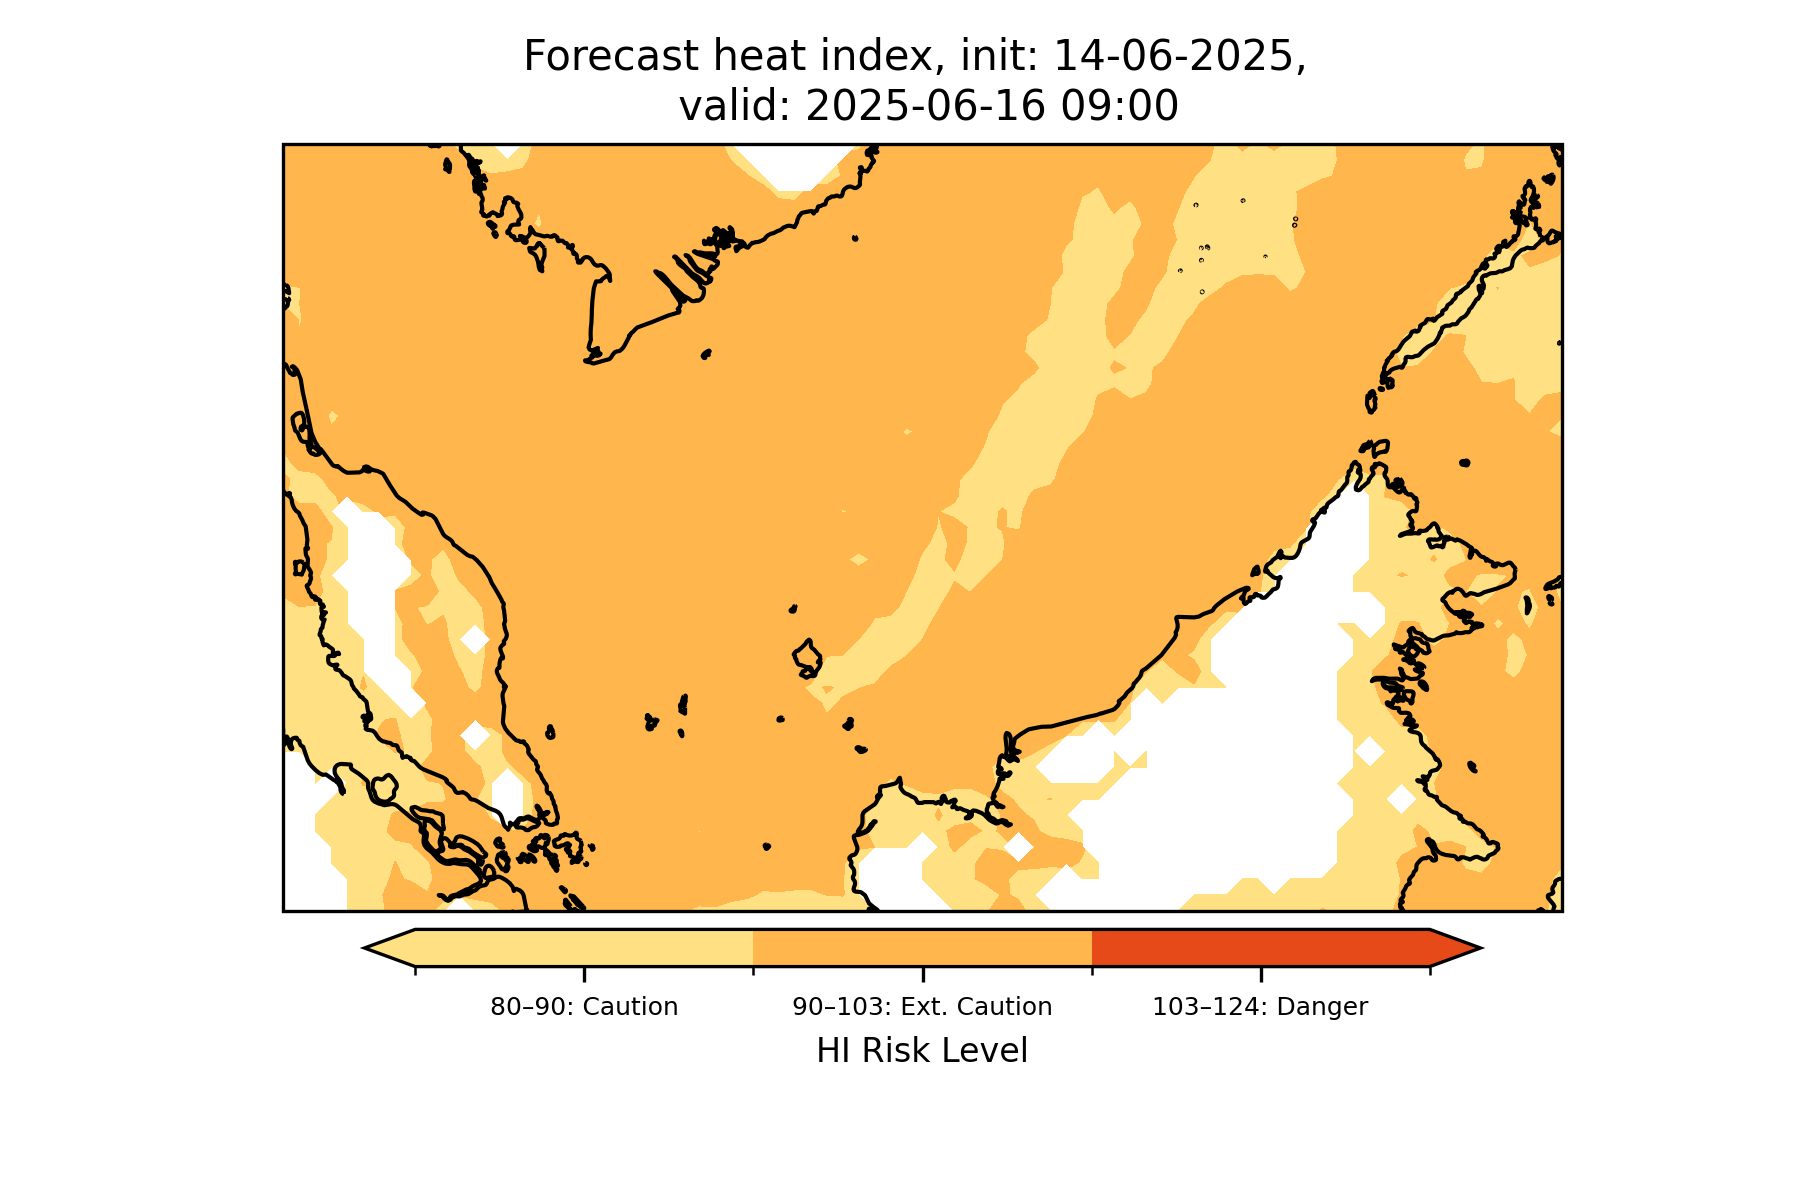 Forecast heat index, init: 14-06-2025,
valid: 2025-06-16 09:00
80–90: Caution
90–103: Ext. Caution
103–124: Danger
HI Risk Level